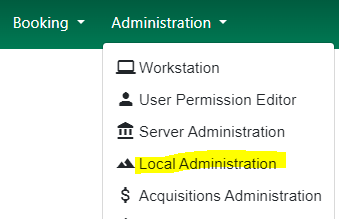 Booking Administration
Workstation
User Permission Editor
Server Administration
Local Administration
$ Acquisitions Administration